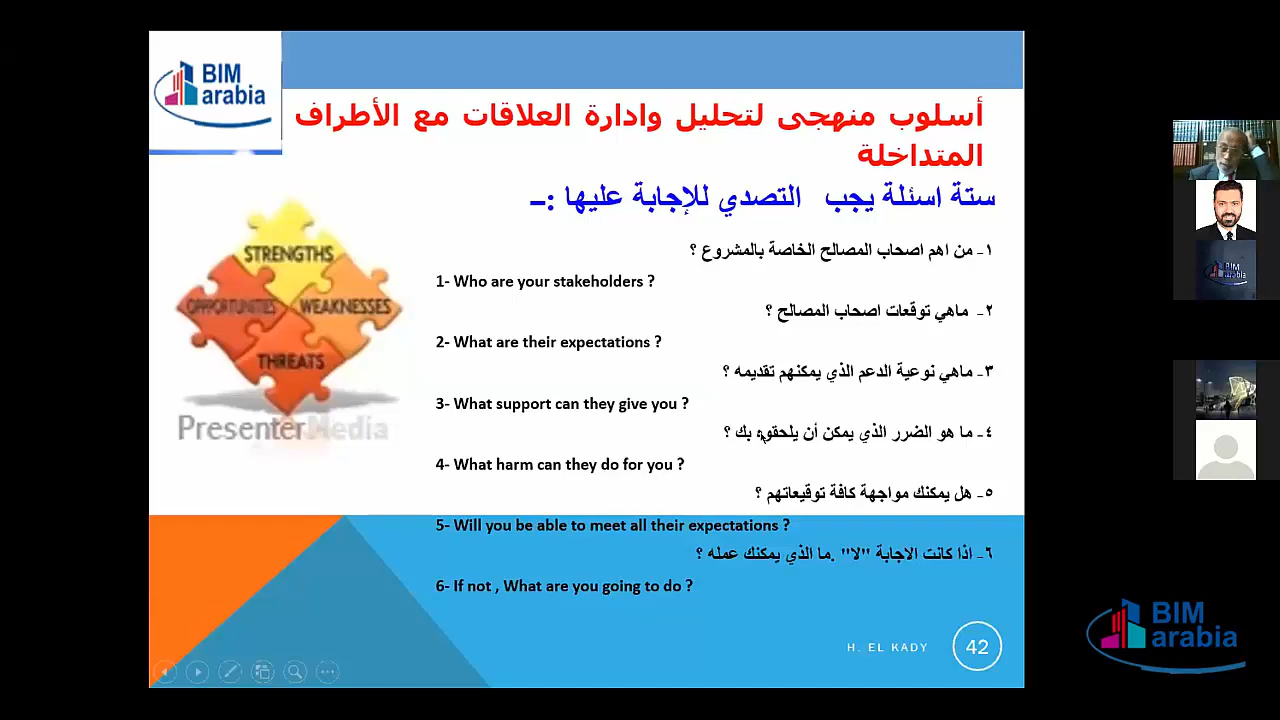 BIM
arabia
أسلوب منهجى لتحليل وادارة العلاقات مع الأطراف
المتداخلة
ستة اسئلة يجب التصدي للإجابة عليها :-
STRENGTHS
OPPORTUNITIES
WEAKNESSES
THREATS
PresenterMedia
١- من اهم اصحاب المصالح الخاصة بالمشروع ؟
1- Who are your stakeholders ?
٢- ماهي توقعات اصحاب المصالح ؟
2- What are their expectations ?
٣- ماهي نوعية الدعم الذي يمكنهم تقديمه ؟
3- What support can they give you ?
٤- ما هو الضرر الذي يمكن أن يلحقوه بك ؟
4- What harm can they do for you ?
٥- هل يمكنك مواجهة كافة توقيعاتهم ؟
5- Will you be able to meet all their expectations ?
٦- اذا كانت الاجابة "لا" .ما الذي يمكنك عمله ؟
6- If not , What are you going to do ?
H. EL KADY
42
BIM
arabia
BIM
arabia